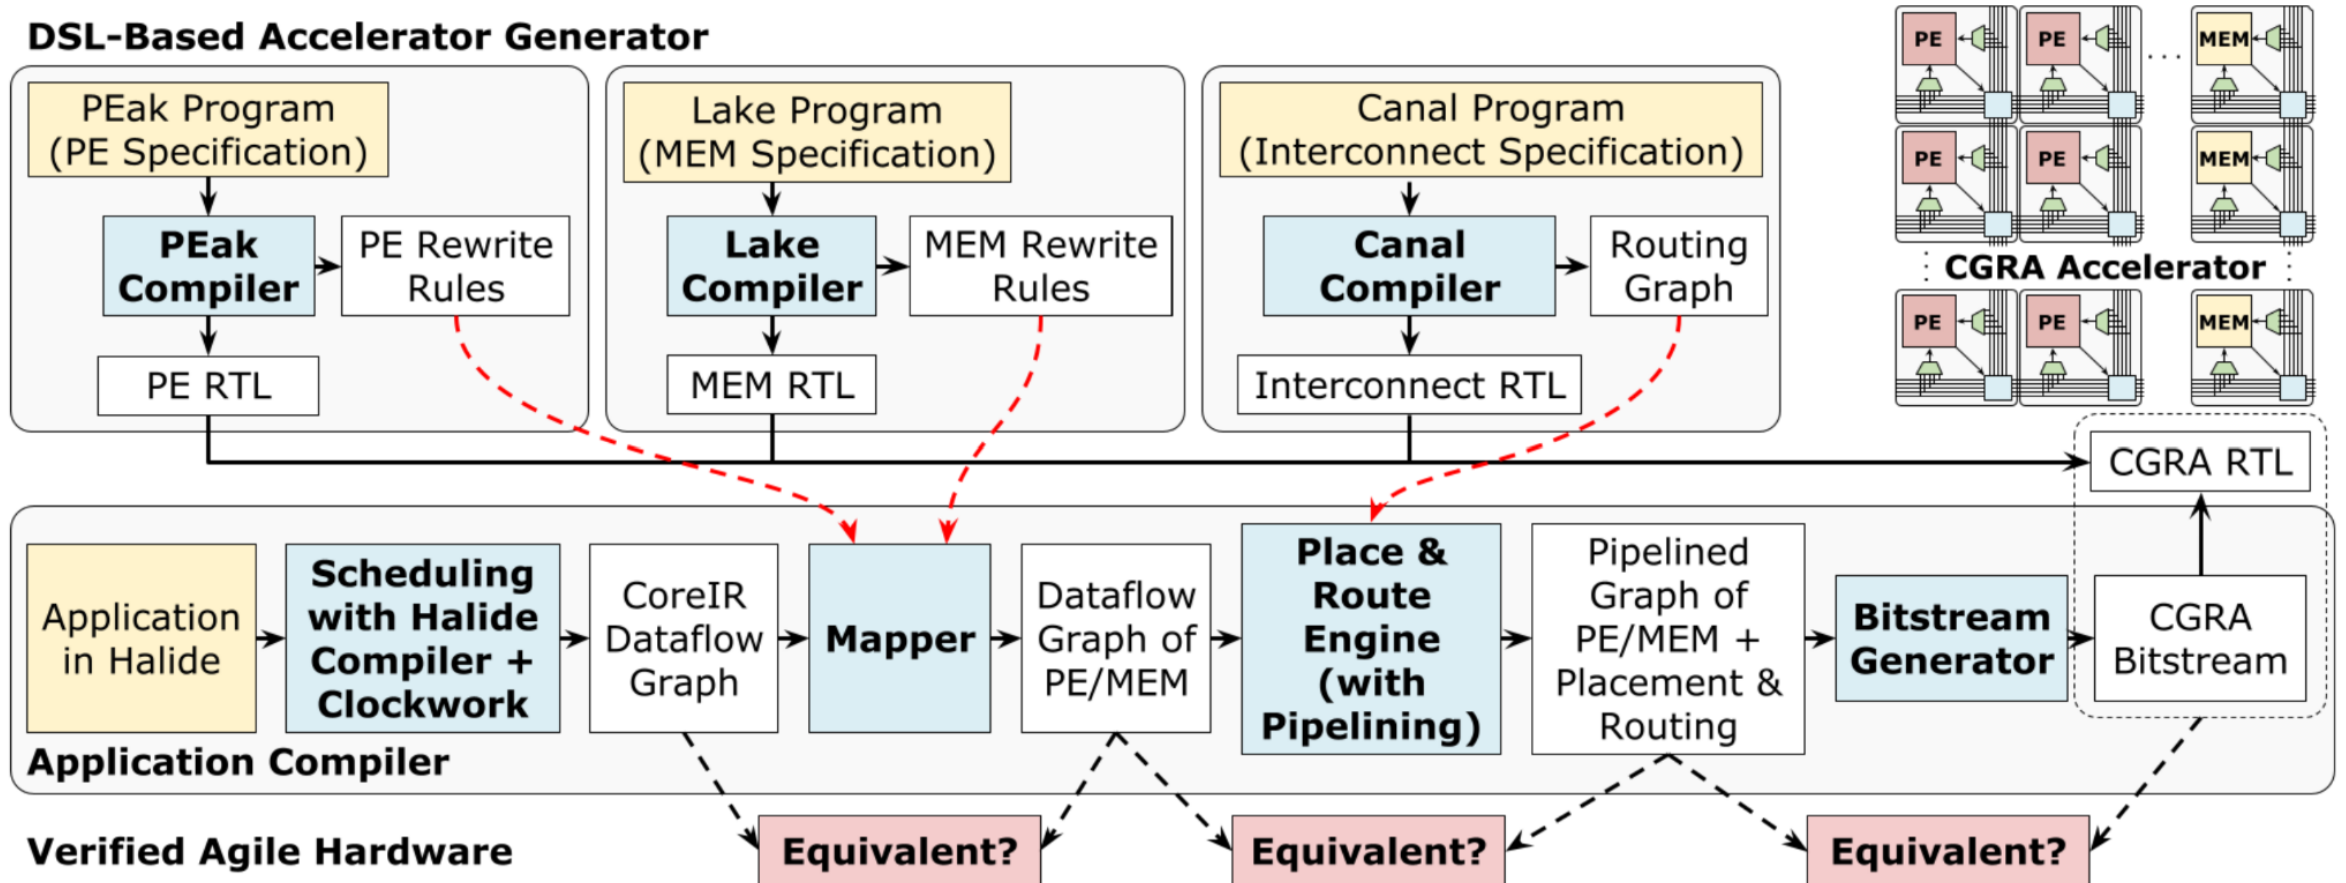 DSL-Based Accelerator Generator
PEak Program
(PE Specification)
PEak
Compiler
PE Rewrite
Rules
PE RTL
Lake Program
(MEM Specification)
Lake
Compiler
MEM Rewrite
Rules
MEM RTL
Canal Program
(Interconnect Specification)
Canal
Compiler
Routing
Graph
Interconnect RTL
PE
PE
...
MEM
PE
PE
MEM
CGRA Accelerator
PE
PE
MEM
CGRA RTL
Application
in Halide
Scheduling
with Halide
Compiler +
Clockwork
CoreIR
Dataflow
Graph
Mapper
Dataflow
Graph of
PE/MEM
Place &
Route
Engine
(with
Pipelining)
Pipelined
Graph of
PE/MEM +
Placement &
Routing
Bitstream
Generator
CGRA
Bitstream
Application Compiler
Verified Agile Hardware
Equivalent?
Equivalent?
Equivalent?